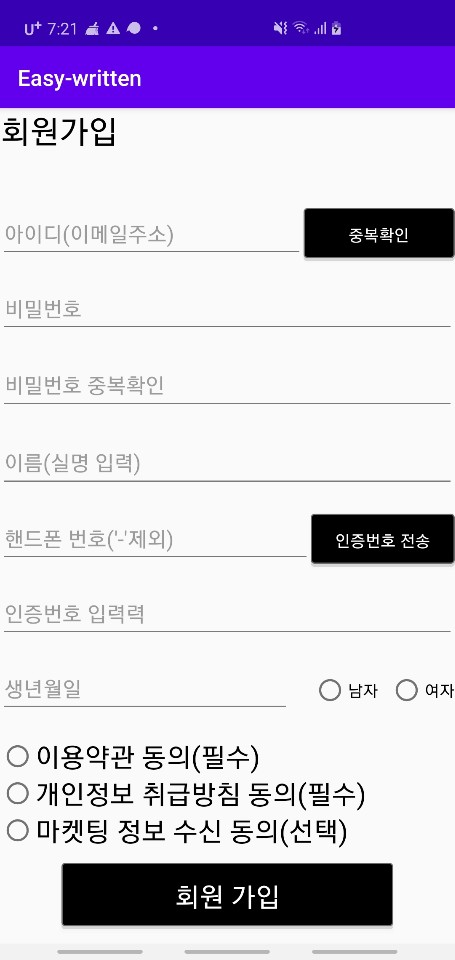 U+ 7:21
Easy-written
회원가입
아이디(이메일주소) 중복확인
비밀번호
비밀번호 중복확인
이름(실명 입력)
핸드폰 번호('-'제외) 인증번호 전송
인증번호 입력력
생년월일 남자 여자
이용약관 동의(필수)
개인정보 취급방침 동의(필수)
마켓팅 정보 수신 동의(선택)
회원 가입